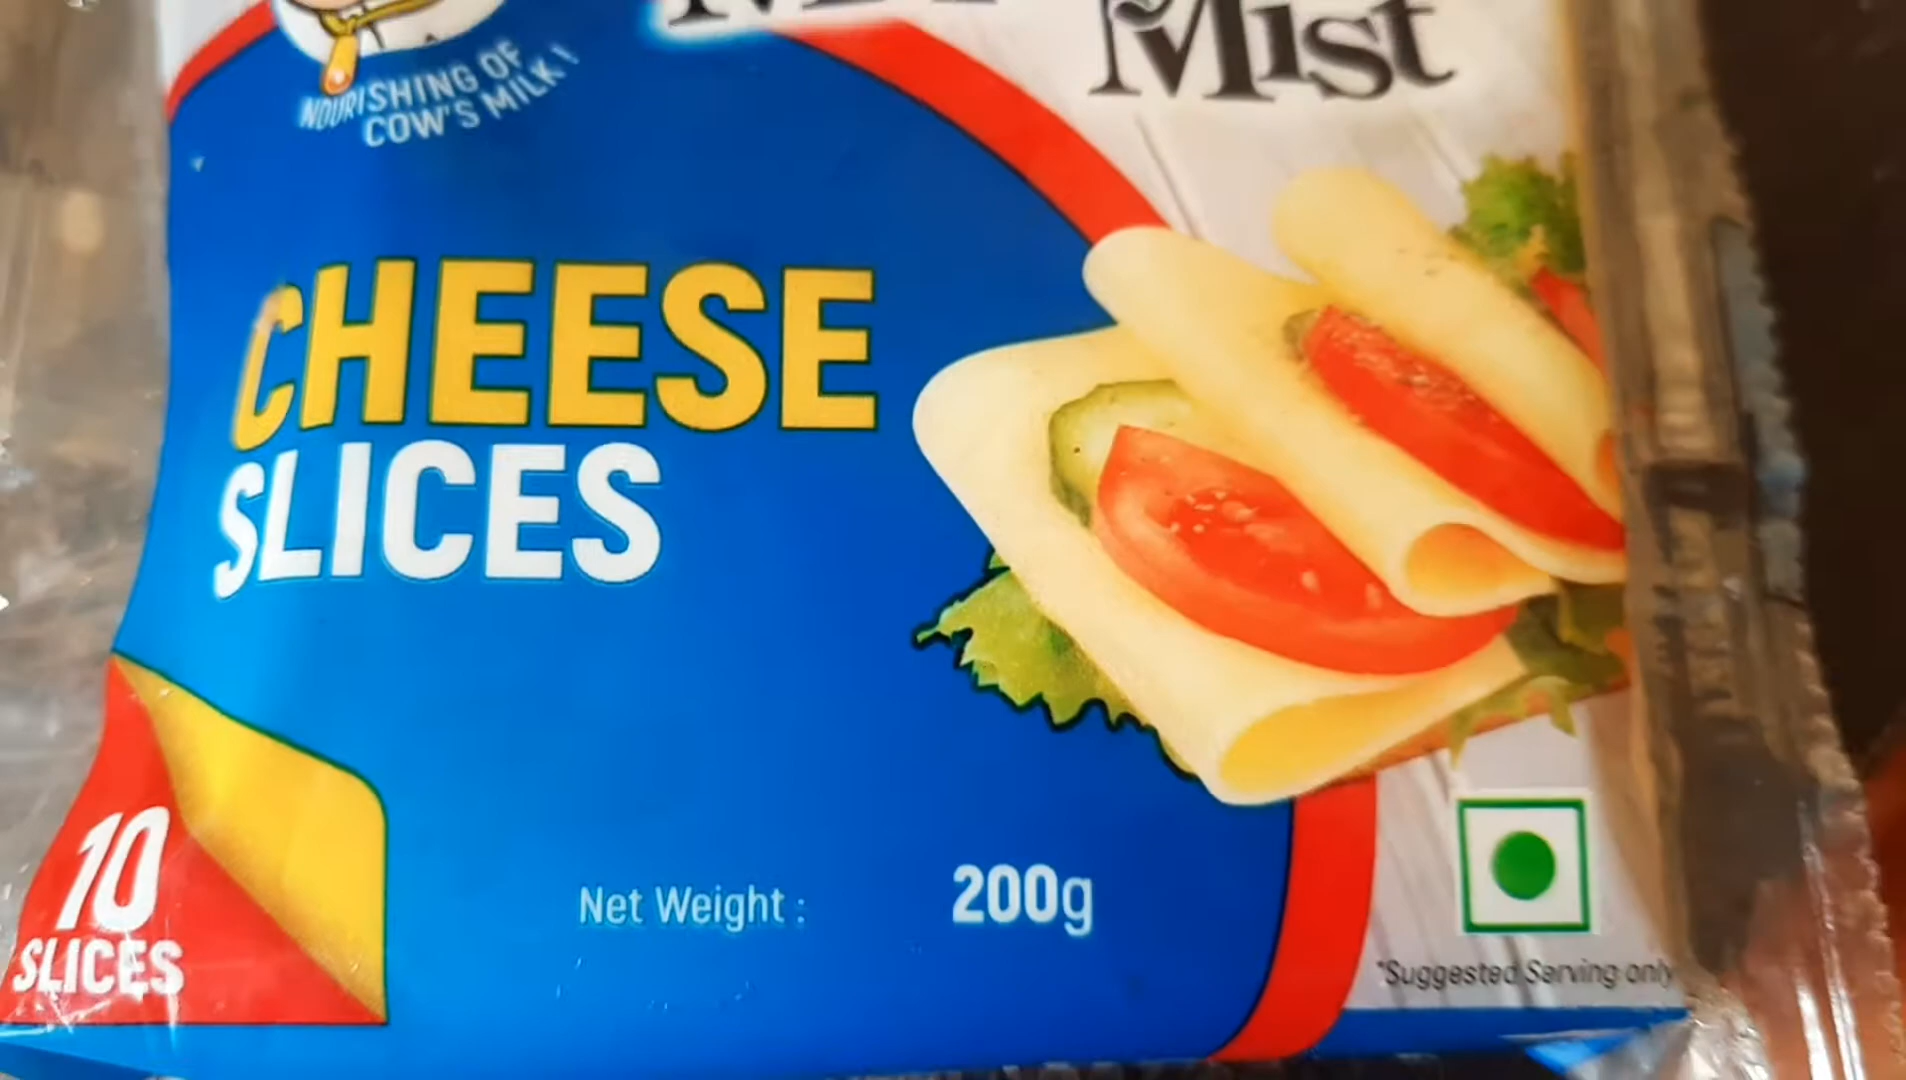 Mist
NOURISHING OF
COW'S MILK!
CHEESE
SLICES
10
SLICES
Net Weight : 200g
*Suggested Serving only